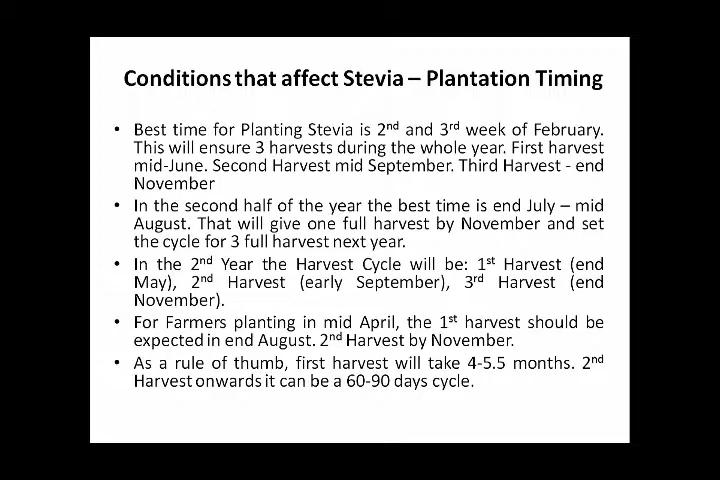 Conditions that affect Stevia – Plantation Timing
• Best time for Planting Stevia is 2nd and 3rd week of February.
This will ensure 3 harvests during the whole year. First harvest
mid-June. Second Harvest mid September. Third Harvest - end
November
• In the second half of the year the best time is end July – mid
August. That will give one full harvest by November and set
the cycle for 3 full harvest next year.
• In the 2nd Year the Harvest Cycle will be: 1st Harvest (end
May), 2nd Harvest (early September), 3rd Harvest (end
November).
• For Farmers planting in mid April, the 1st harvest should be
expected in end August. 2nd Harvest by November.
• As a rule of thumb, first harvest will take 4-5.5 months. 2nd
Harvest onwards it can be a 60-90 days cycle.